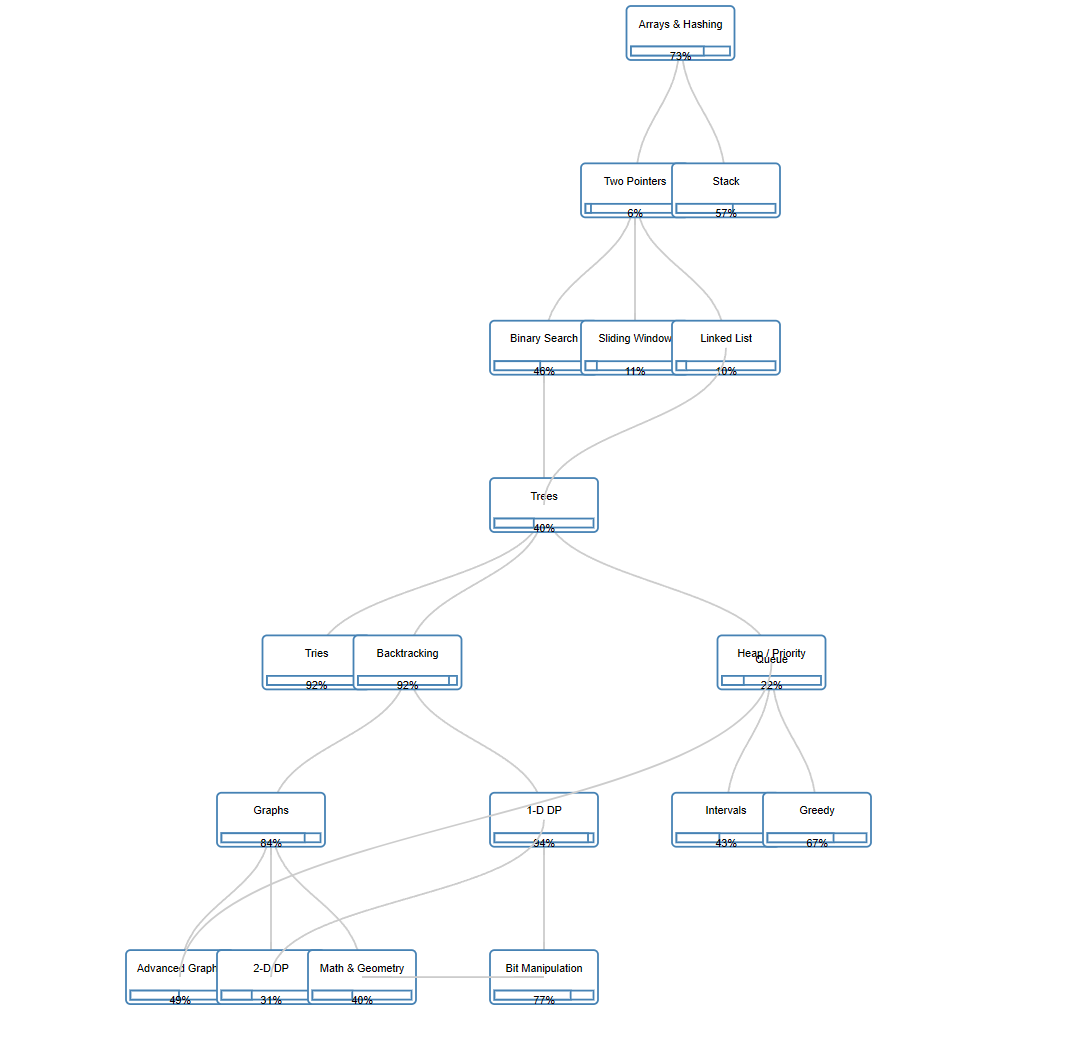 Arrays & Hashing
73%
Two Pointers
Stack
6%
57%
Binary Search
Sliding Window
Linked List
46%
11%
10%
Trees
40%
Tries
Backtracking
Heap / Priority
Queue
92%
92%
22%
Graphs
1-D DP
Intervals
Greedy
84%
94%
43%
67%
Advanced Graph
2-D DP
Math & Geometry
Bit Manipulation
49%
31%
40%
77%